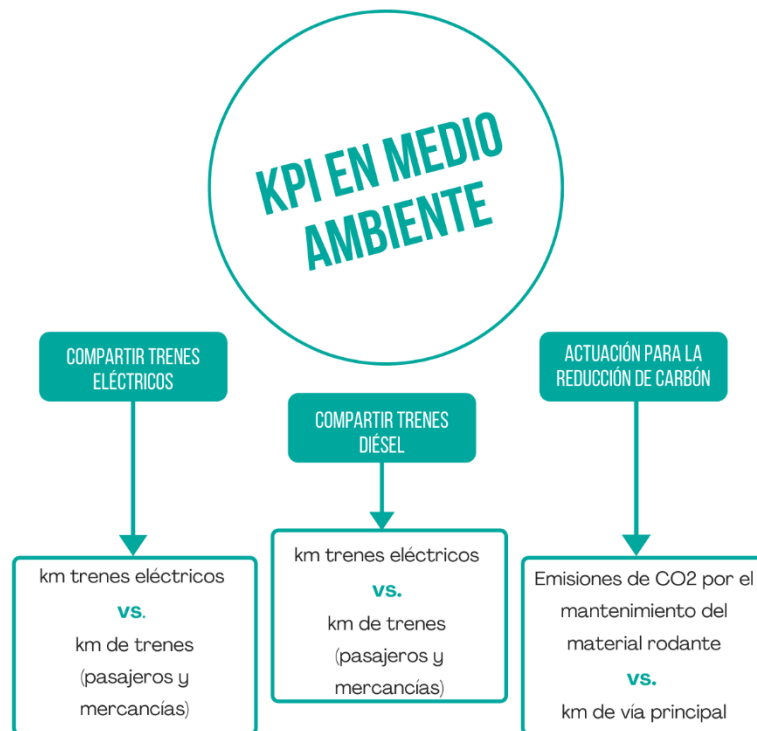 KPI EN MEDIO
AMBIENTE
COMPARTIR TRENES
ELÉCTRICOS
km trenes eléctricos
vs.
km de trenes
(pasajeros y
mercancías)
COMPARTIR TRENES
DIÉSEL
km trenes eléctricos
vs.
km de trenes
(pasajeros y
mercancías)
ACTUACIÓN PARA LA
REDUCCIÓN DE CARBÓN
Emisiones de CO2 por el
mantenimiento del
material rodante
vs.
km de vía principal